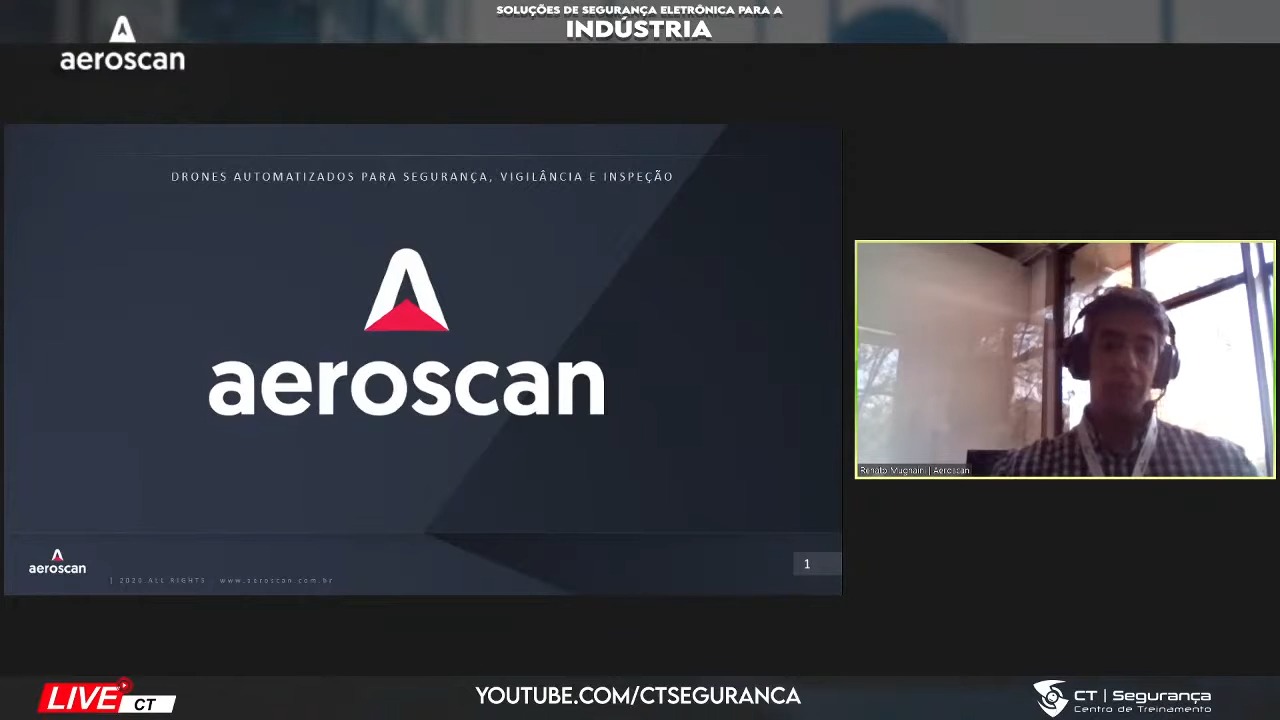 SOLUÇÕES DE SEGURANÇA ELETRÔNICA PARA A
INDÚSTRIA
aeroscan
DRONES AUTOMATIZADOS PARA SEGURANÇA, VIGILÂNCIA E INSPEÇÃO
aeroscan
Renato Mugnaini | Aeroscan
aeroscan
| 2020 ALL RIGHTS www.aeroscan.com.br
1
LIVE CT
YOUTUBE.COM/CTSEGURANCA
CT | Segurança
Centro de Treinamento